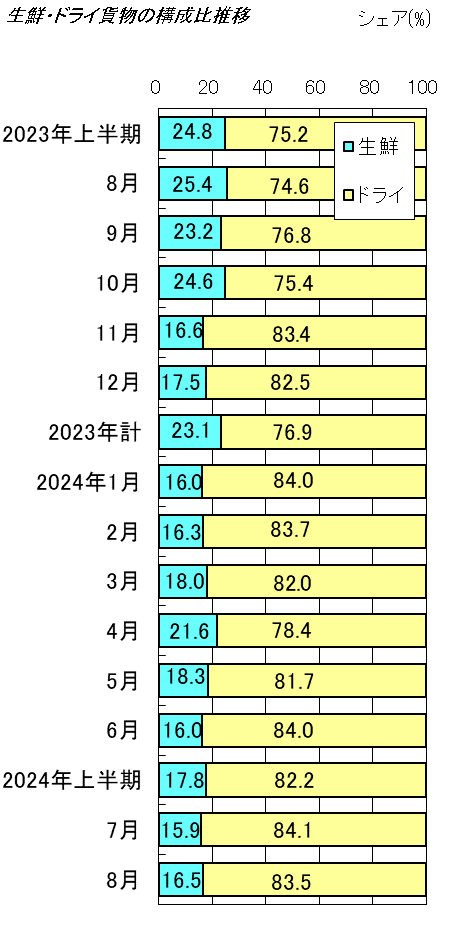 生鮮・ドライ貨物の構成比推移 シェア(%)
0 20 40 60 80 100
2023年上半期 24.8 75.2
生鮮
8月 25.4 74.6
ドライ
9月 23.2 76.8
10月 24.6 75.4
11月 16.6 83.4
12月 17.5 82.5
2023年計 23.1 76.9
2024年1月 16.0 84.0
2月 16.3 83.7
3月 18.0 82.0
4月 21.6 78.4
5月 18.3 81.7
6月 16.0 84.0
2024年上半期 17.8 82.2
7月 15.9 84.1
8月 16.5 83.5